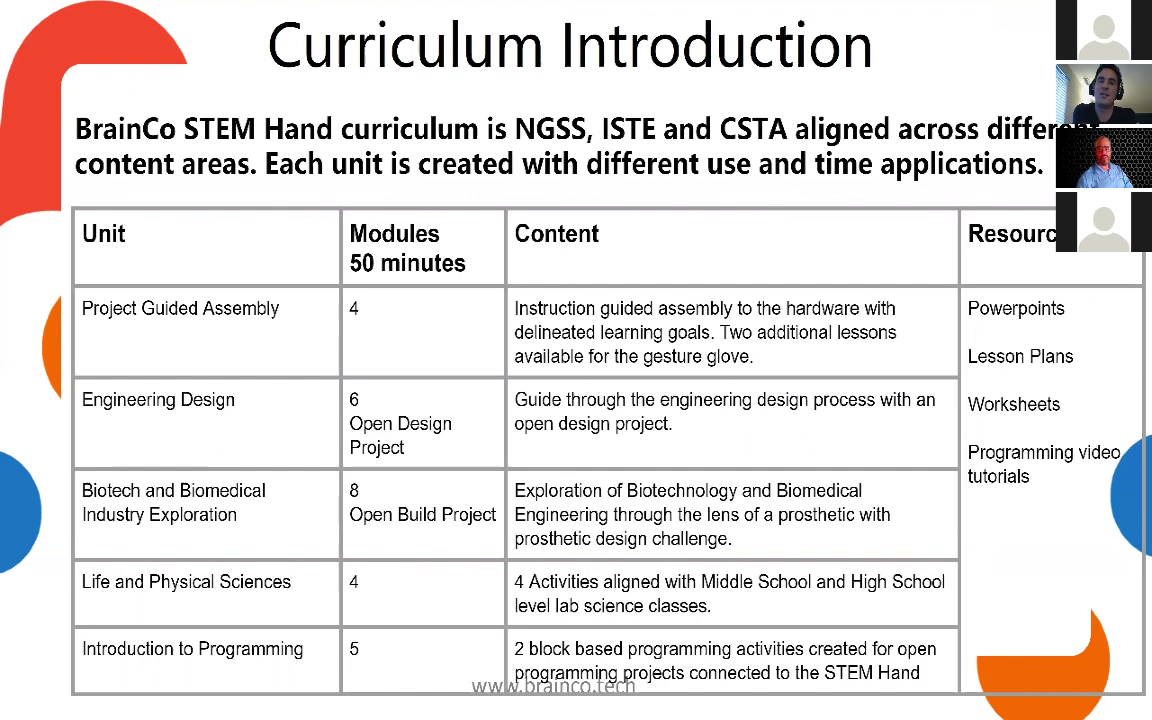 Curriculum Introduction
BrainCo STEM Hand curriculum is NGSS, ISTE and CSTA aligned across different
content areas. Each unit is created with different use and time applications.
Unit
Modules
50 minutes
Content
Resourc
Project Guided Assembly
4
Instruction guided assembly to the hardware with
delineated learning goals. Two additional lessons
available for the gesture glove.
Powerpoints
Lesson Plans
Worksheets
Programming video
tutorials
Engineering Design
6
Open Design
Project
Guide through the engineering design process with an
open design project.
Biotech and Biomedical
Industry Exploration
8
Open Build Project
Exploration of Biotechnology and Biomedical
Engineering through the lens of a prosthetic with
prosthetic design challenge.
Life and Physical Sciences
4
4 Activities aligned with Middle School and High School
level lab science classes.
Introduction to Programming
5
2 block based programming activities created for open
programming projects connected to the STEM Hand
www.brainco.tech